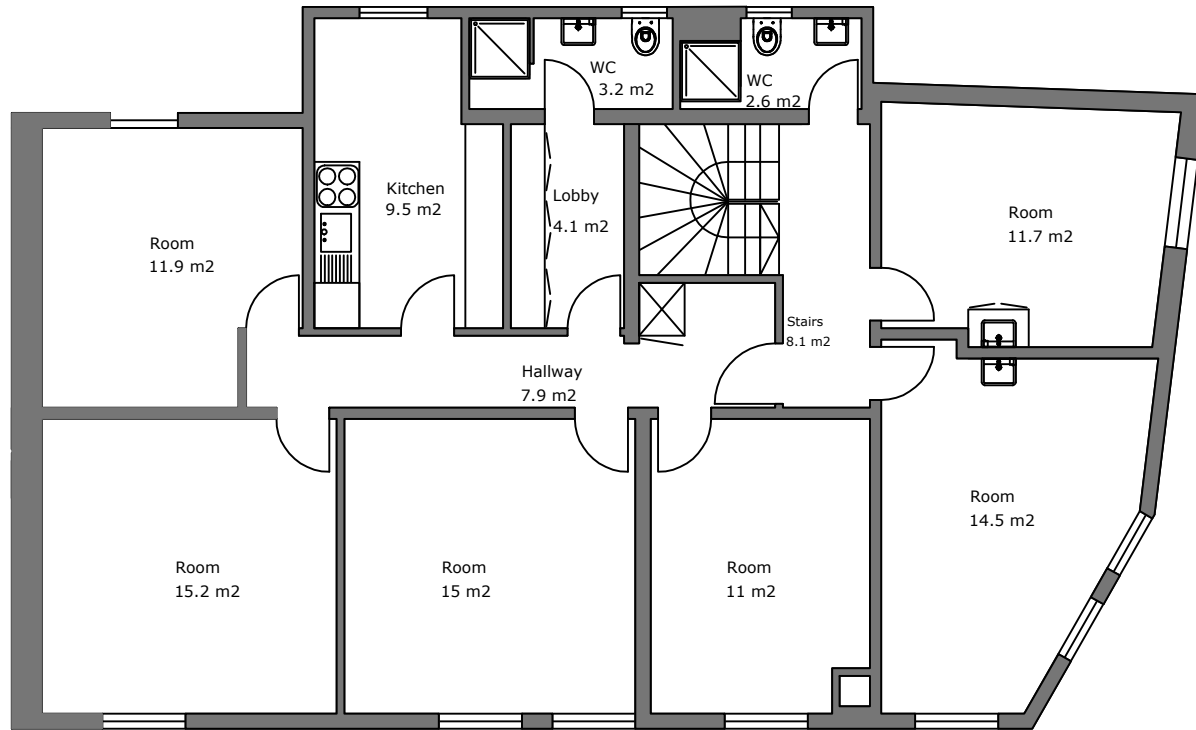 WC
3.2 m2
WC
2.6 m2
Kitchen
9.5 m2
Lobby
4.1 m2
Room
11.9 m2
Room
11.7 m2
Stairs
8.1 m2
Hallway
7.9 m2
Room
14.5 m2
Room
15.2 m2
Room
15 m2
Room
11 m2